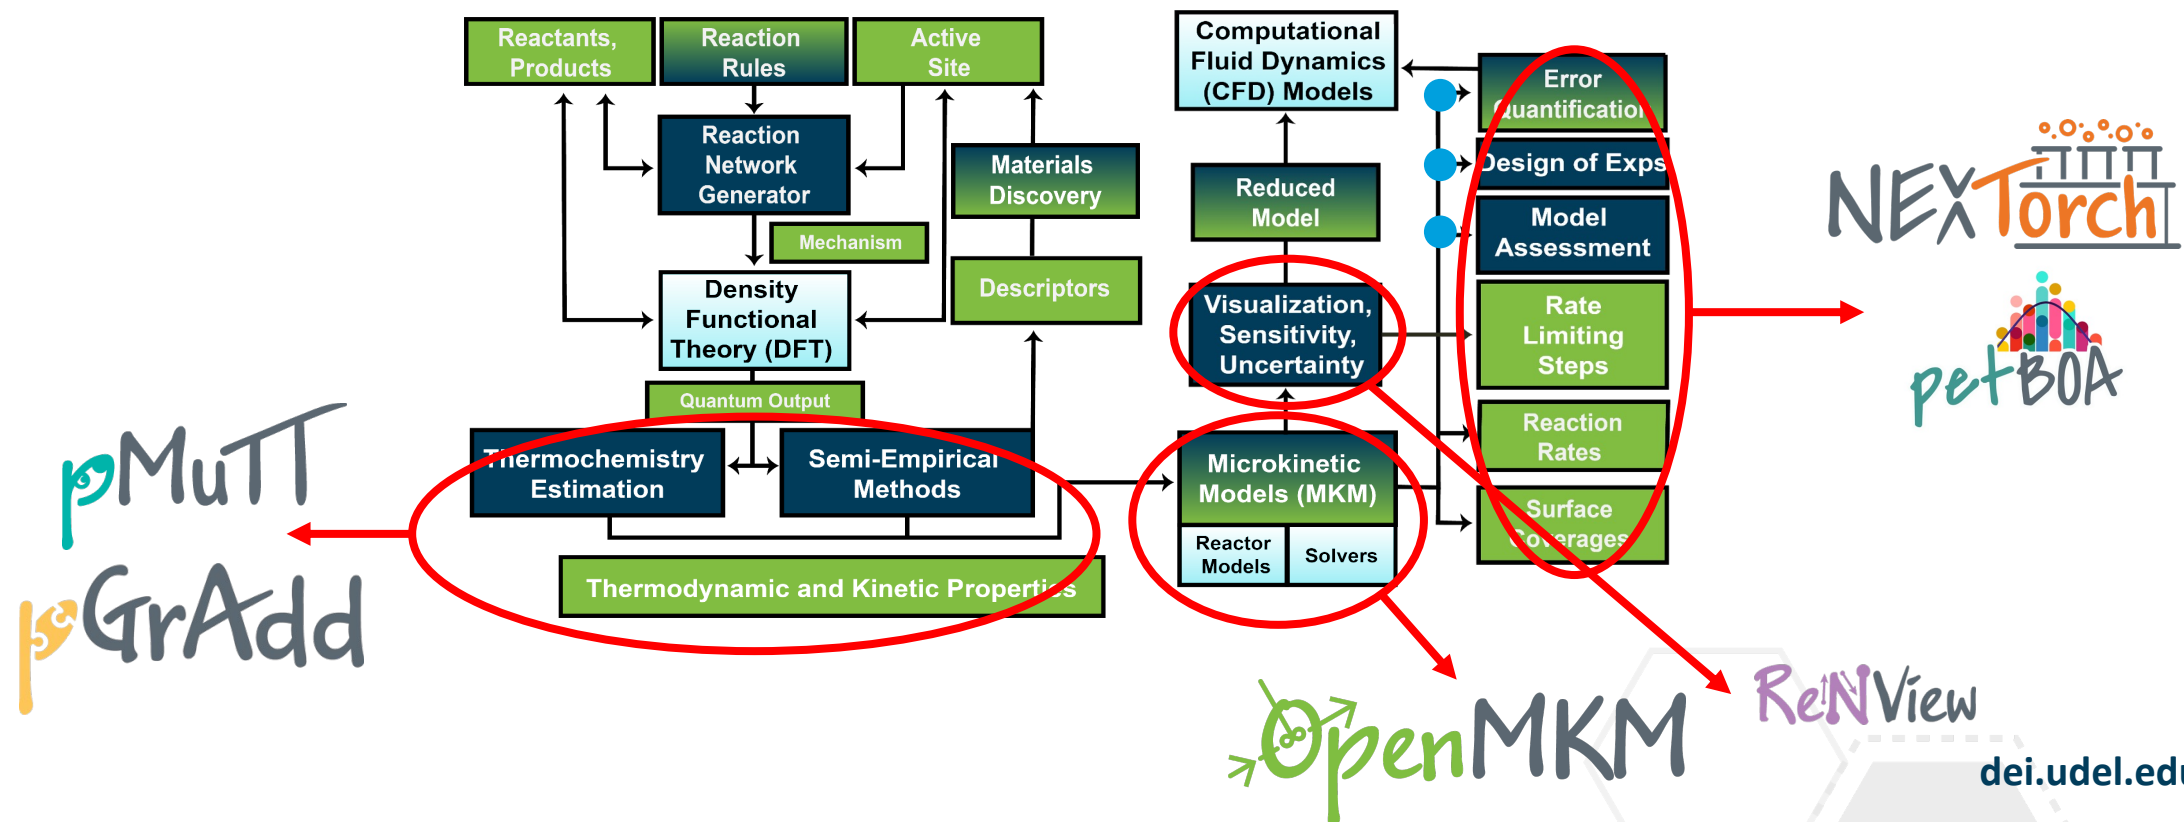 Reactants,
Products
Reaction
Rules
Active
Site
Reaction
Network
Generator
Materials
Discovery
Mechanism
Density
Functional
Theory (DFT)
Descriptors
Quantum Output
Thermochemistry
Estimation
Semi-Empirical
Methods
Thermodynamic and Kinetic Properties
Computational
Fluid Dynamics
(CFD) Models
Reduced
Model
Visualization,
Sensitivity,
Uncertainty
Microkinetic
Models (MKM)
Reactor
Models
Solvers
Error
Quantification
Design of Exps
Model
Assessment
Rate
Limiting
Steps
Reaction
Rates
Surface
Coverages
pMuTT
pGrAdd
NEXTorch
petBOA
OpenMKM
ReNView
dei.udel.edu